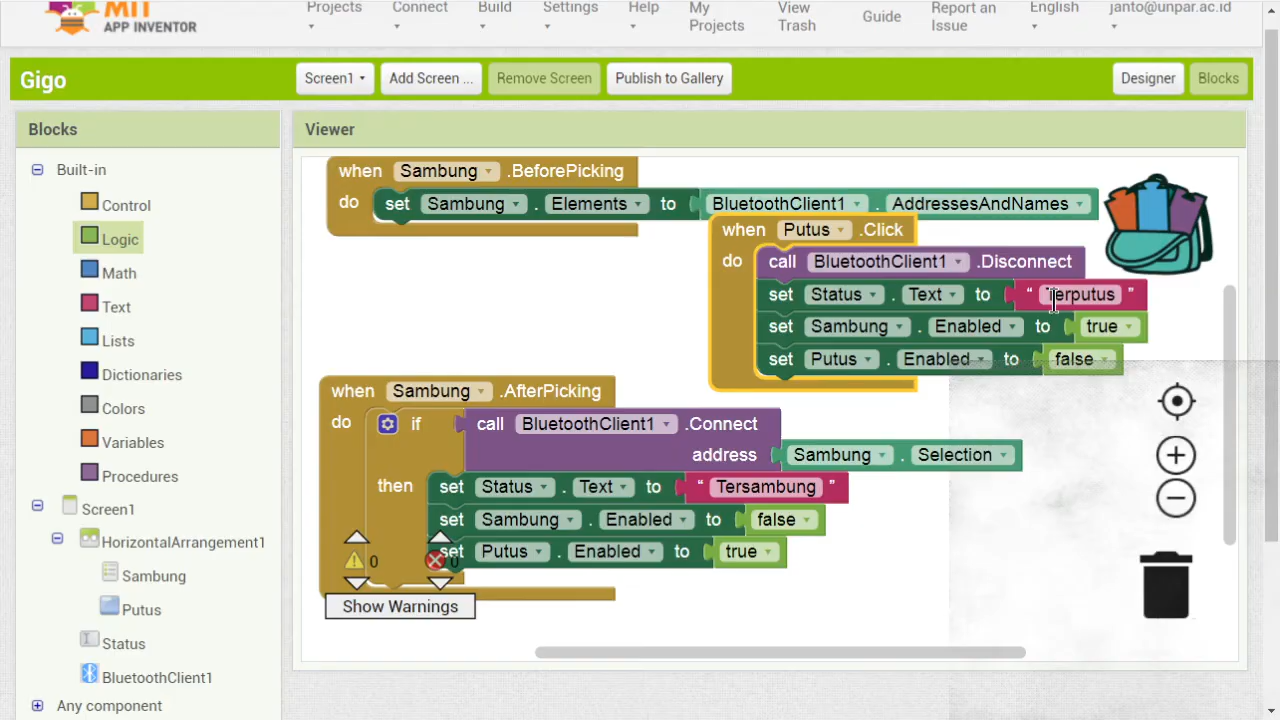 MIT
APP INVENTOR
Projects
Connect
Build
Settings
Help
My
Projects
View
Trash
Guide
Report an
Issue
English
janto@unpar.ac.id
Gigo
Screen1
Add Screen ...
Remove Screen
Publish to Gallery
Designer
Blocks
Blocks
Viewer
Built-in
Control
Logic
Math
Text
Lists
Dictionaries
Colors
Variables
Procedures
Screen1
HorizontalArrangement1
Sambung
Putus
Status
BluetoothClient1
Any component
when Sambung .BeforePicking
do set Sambung . Elements to BluetoothClient1 . AddressesAndNames
when Putus .Click
do call BluetoothClient1 .Disconnect
set Status . Text to “ Terputus ”
set Sambung . Enabled to true
set Putus . Enabled to false
when Sambung .AfterPicking
do if call BluetoothClient1 .Connect
address Sambung . Selection
then set Status . Text to “ Tersambung ”
set Sambung . Enabled to false
set Putus . Enabled to true
0 0
Show Warnings